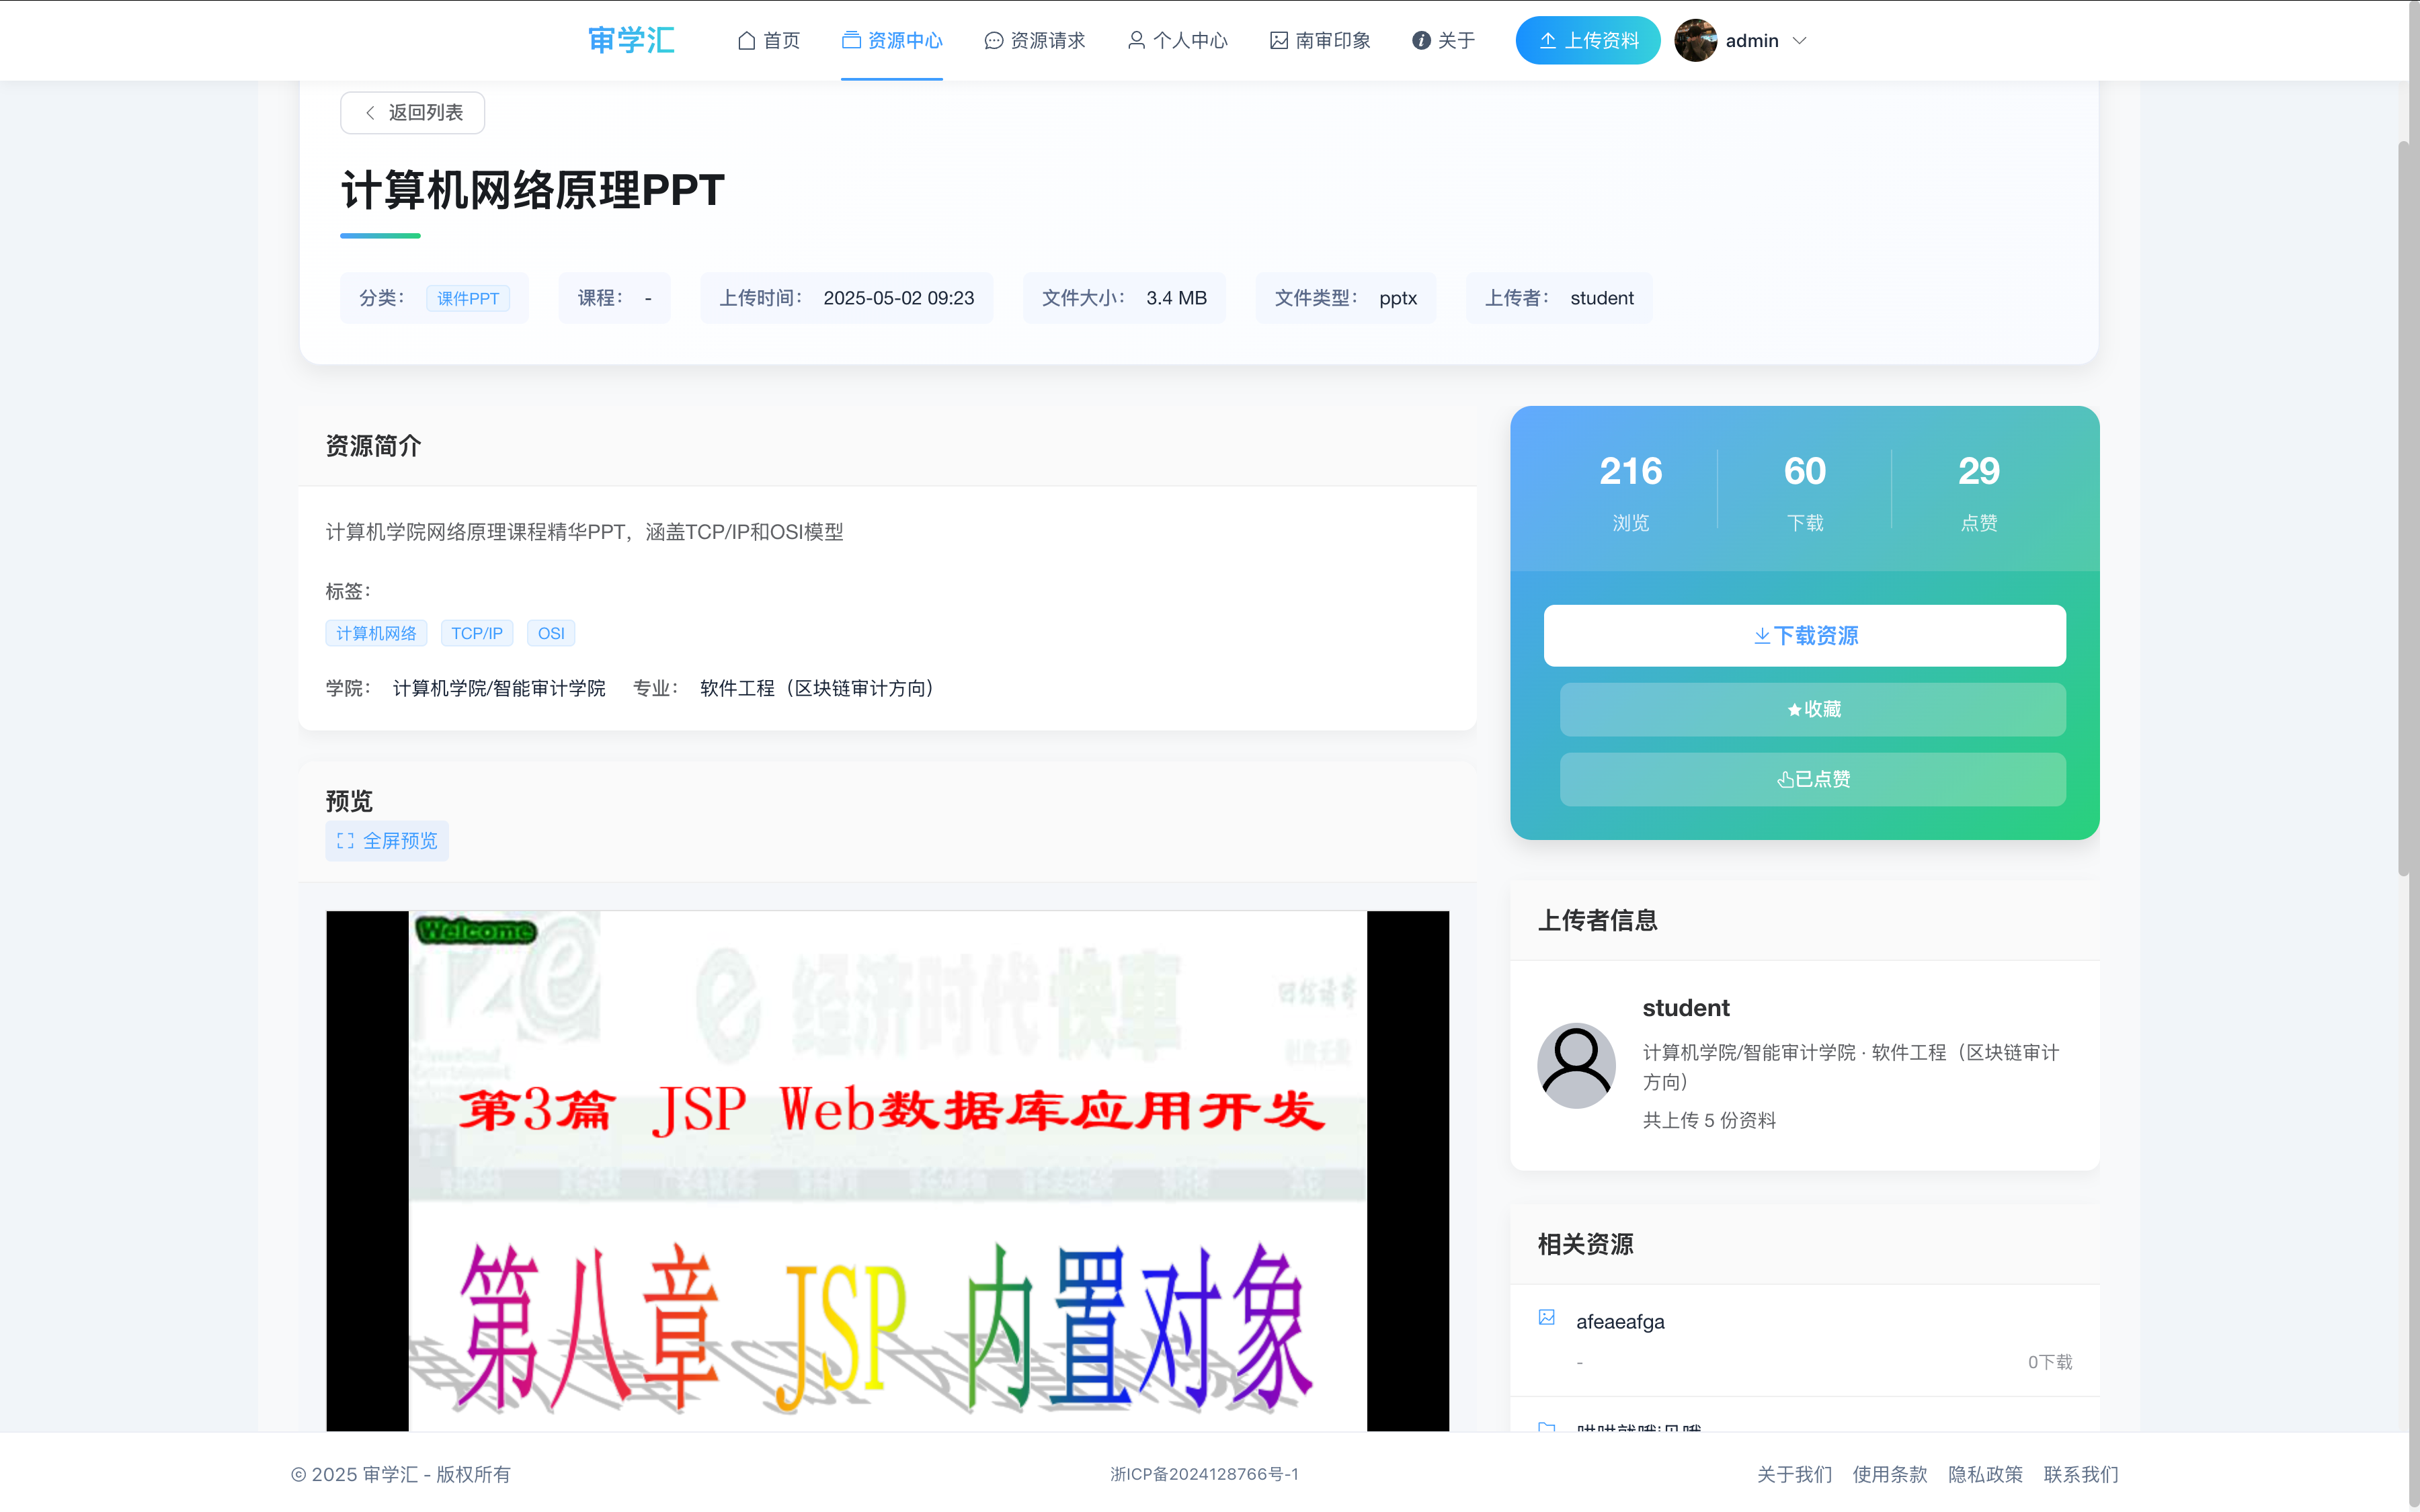 审学汇
首页
资源中心
资源请求
个人中心
南审印象
关于
上传资料
admin
返回列表
计算机网络原理PPT
分类： 课件PPT
课程： -
上传时间： 2025-05-02 09:23
文件大小： 3.4 MB
文件类型： pptx
上传者： student
资源简介
计算机学院网络原理课程精华PPT，涵盖TCP/IP和OSI模型
标签：
计算机网络 TCP/IP OSI
学院： 计算机学院/智能审计学院 专业： 软件工程（区块链审计方向）
预览
全屏预览
Welcome
e 经济时代 快車
第3篇 JSP Web数据库应用开发
第八章 JSP 内置对象
216 60 29
浏览 下载 点赞
下载资源
收藏
已点赞
上传者信息
student
计算机学院/智能审计学院 · 软件工程（区块链审计
方向）
共上传 5 份资料
相关资源
afeaeafga
- 0下载
© 2025 审学汇 - 版权所有
浙ICP备2024128766号-1
关于我们 使用条款 隐私政策 联系我们